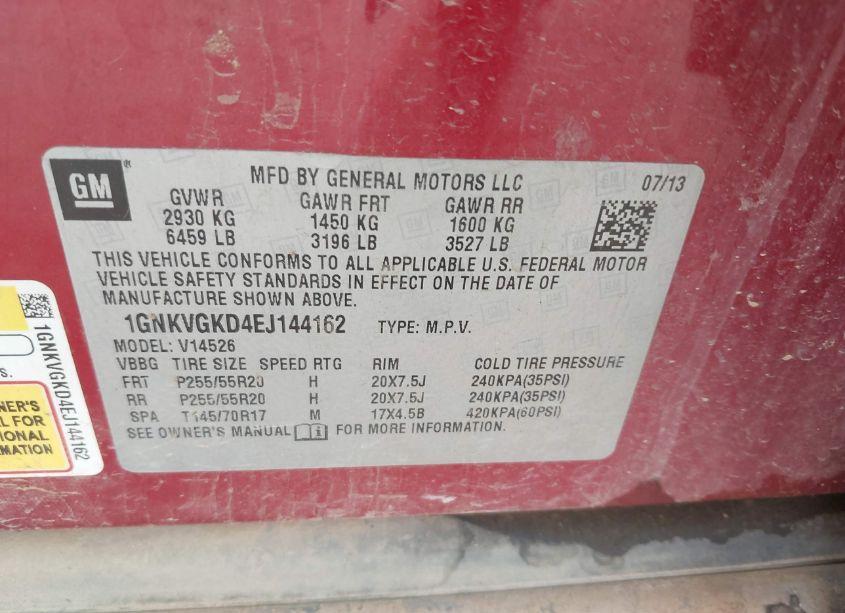 GM
MFD BY GENERAL MOTORS LLC 07/13
GVWR GAWR FRT GAWR RR
2930 KG 1450 KG 1600 KG
6459 LB 3196 LB 3527 LB
THIS VEHICLE CONFORMS TO ALL APPLICABLE U.S. FEDERAL MOTOR
VEHICLE SAFETY STANDARDS IN EFFECT ON THE DATE OF
MANUFACTURE SHOWN ABOVE.
1GNKVGKD4EJ144162 TYPE: M.P.V.
MODEL: V14526
VBBG TIRE SIZE SPEED RTG RIM COLD TIRE PRESSURE
FRT P255/55R20 H 20X7.5J 240KPA(35PSI)
RR P255/55R20 H 20X7.5J 240KPA(35PSI)
SPA T145/70R17 M 17X4.5B 420KPA(60PSI)
SEE OWNER'S MANUAL FOR MORE INFORMATION.
1GNKVGKD4EJ144162
S.
NER'S
L FOR
IONAL
RMATION